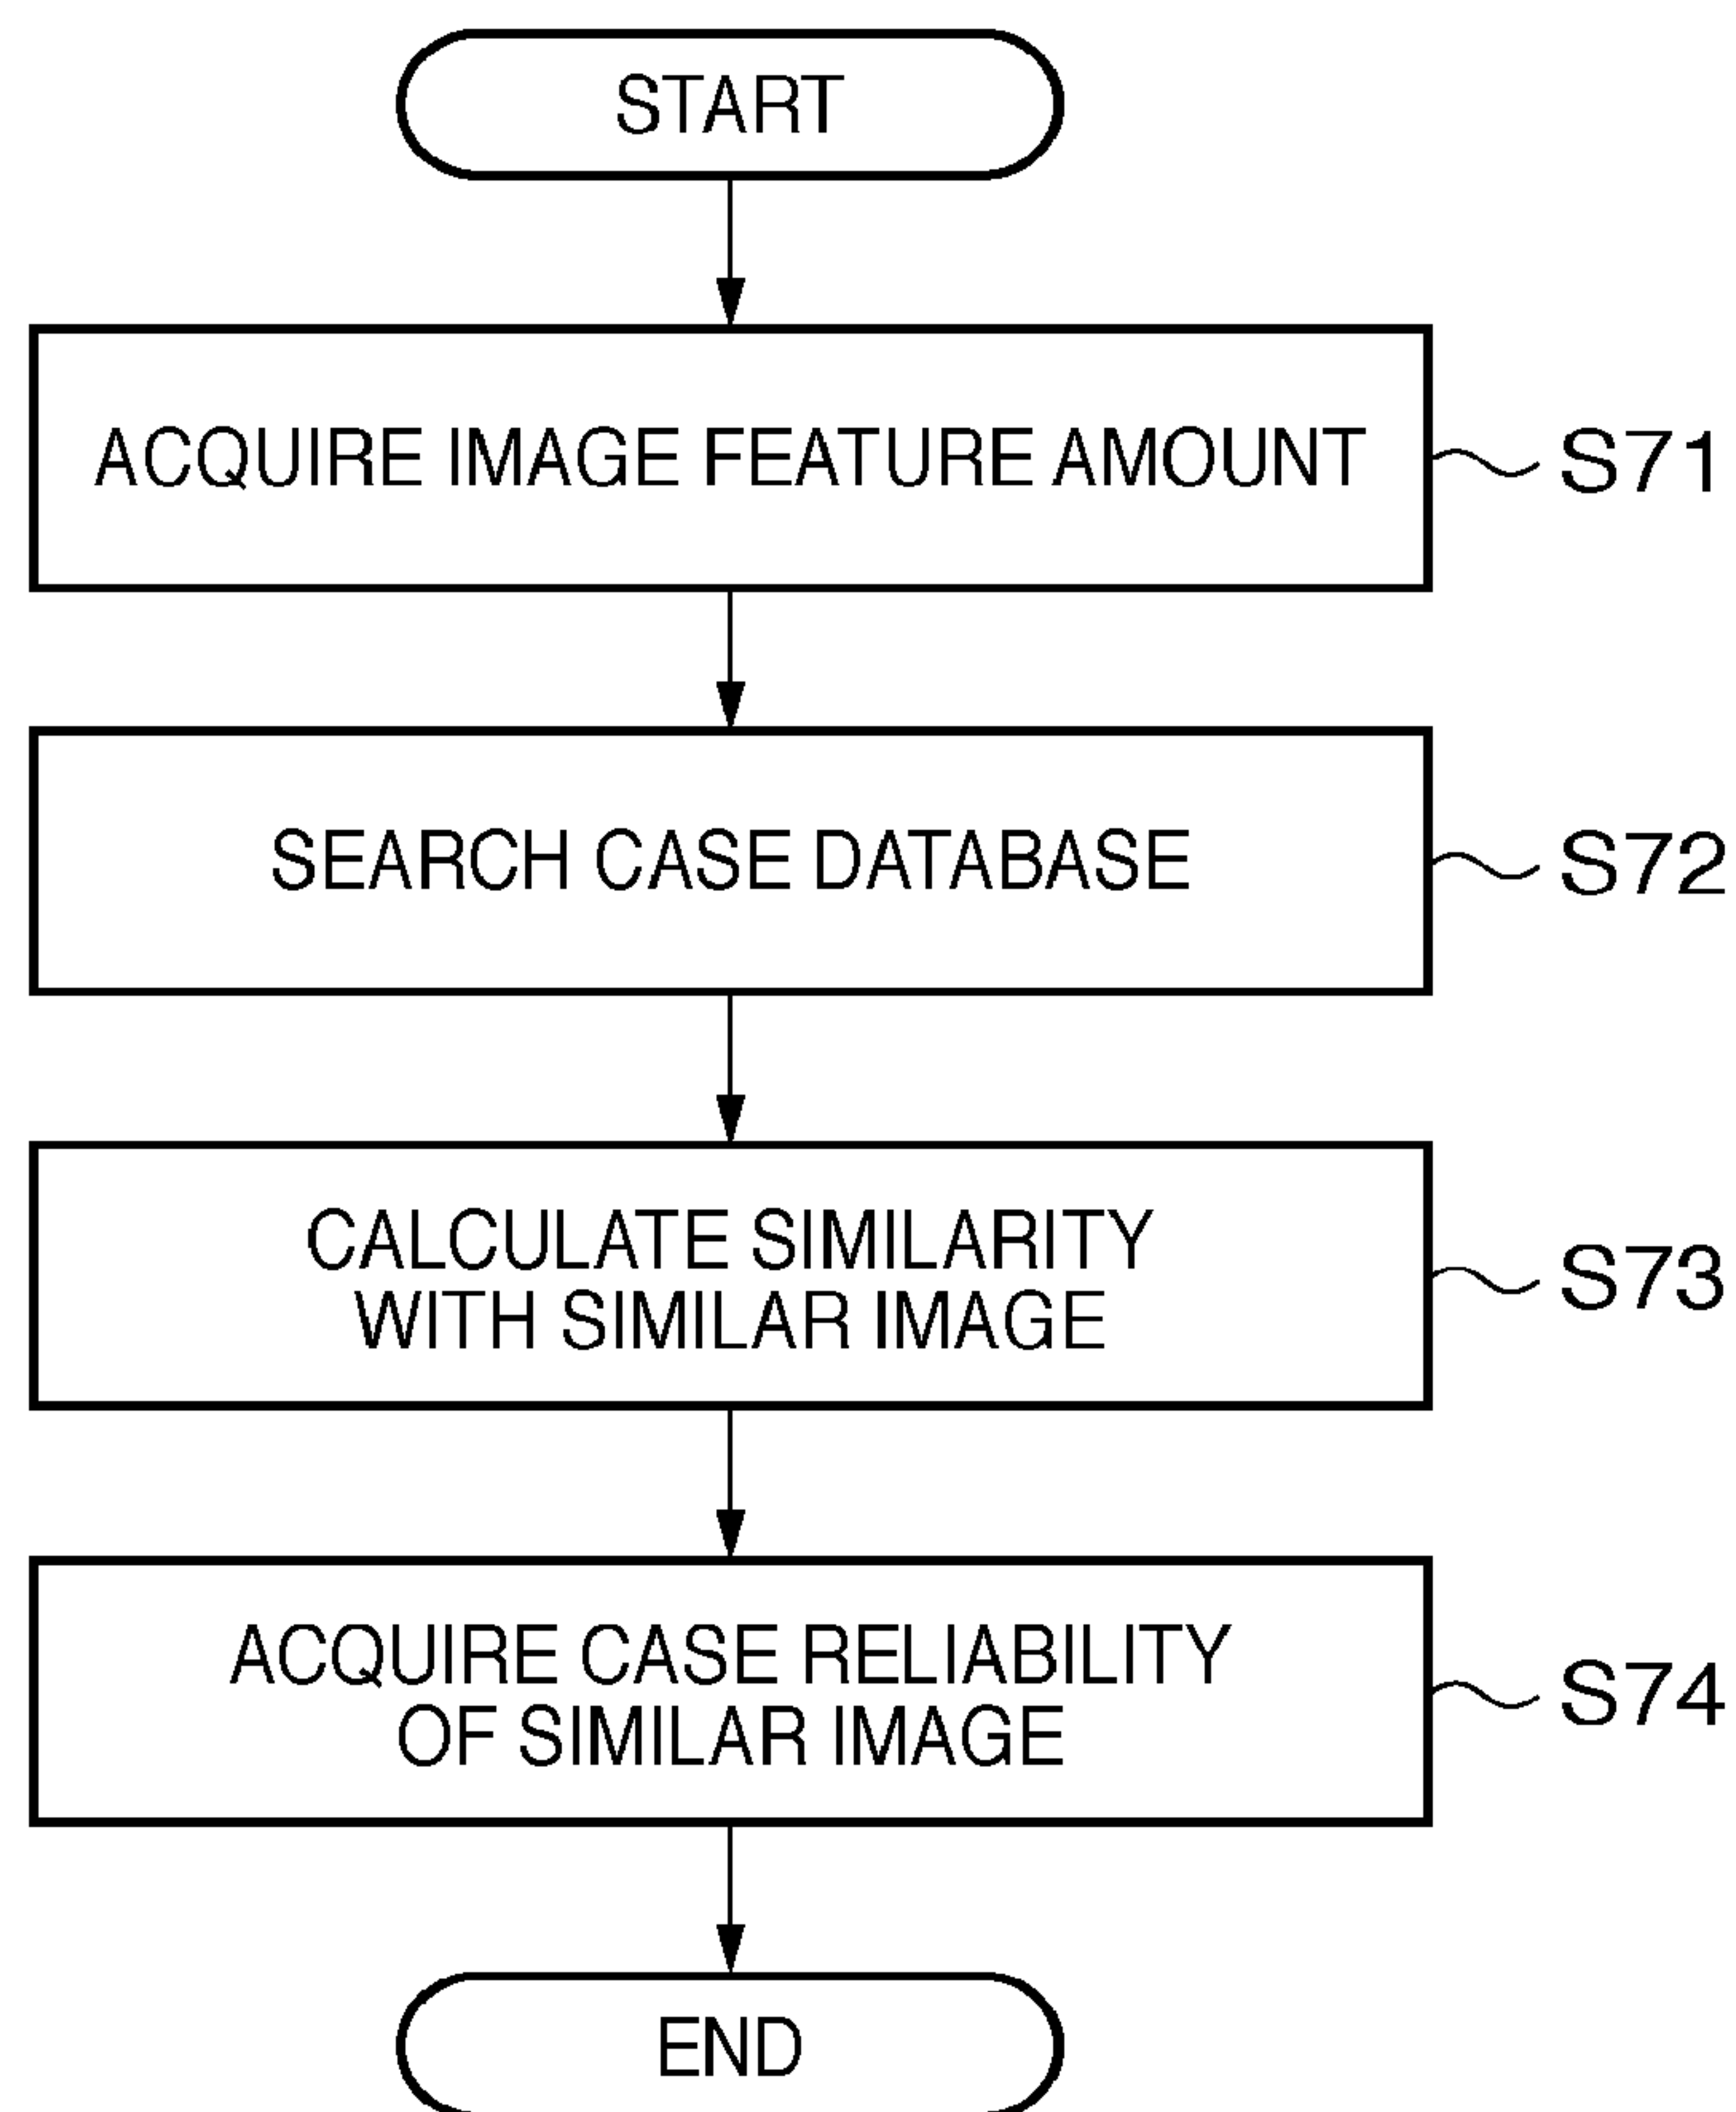 START
ACQUIRE IMAGE FEATURE AMOUNT
S71
SEARCH CASE DATABASE
S72
CALCULATE SIMILARITY
WITH SIMILAR IMAGE
S73
ACQUIRE CASE RELIABILITY
OF SIMILAR IMAGE
S74
END